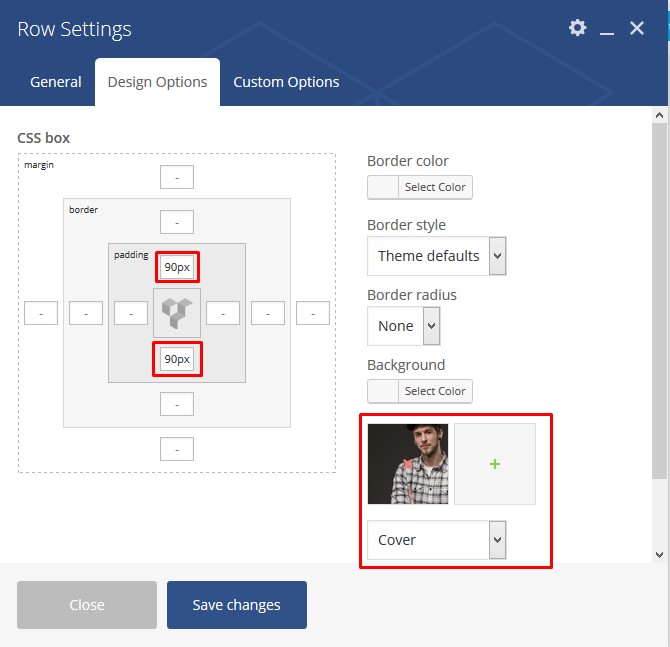 Row Settings
General
Design Options
Custom Options
CSS box
margin
-
border
-
padding
90px
-
-
-
-
-
-
90px
-
-
Border color
Select Color
Border style
Theme defaults
Border radius
None
Background
Select Color
+
Cover
Close
Save changes